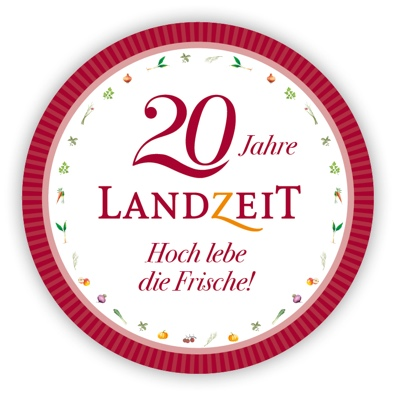 20 Jahre
LANDZEIT
Hoch lebe
die Frische!